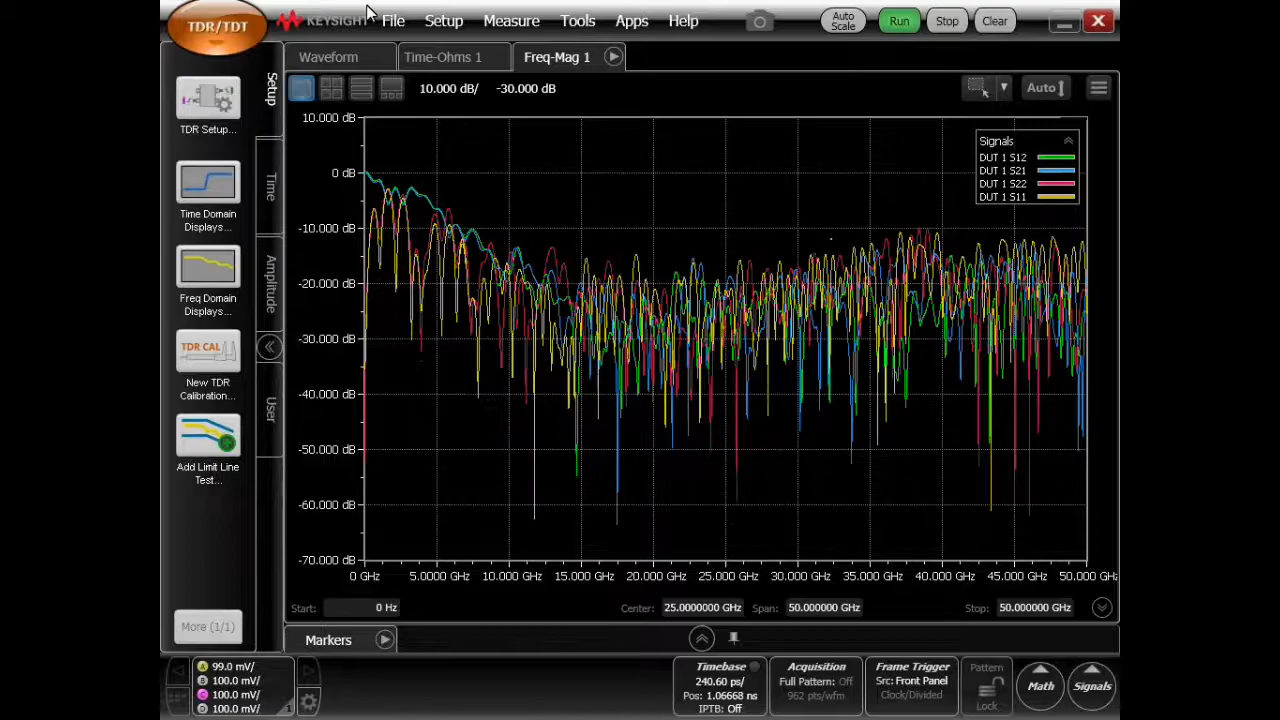 TDR/TDT
KEYSIGHT
File
Setup
Measure
Tools
Apps
Help
Auto
Scale
Run
Stop
Clear
Waveform
Time-Ohms 1
Freq-Mag 1
10.000 dB/
-30.000 dB
Auto
Setup
Time
Amplitude
User
TDR Setup...
Time Domain
Displays...
Freq Domain
Displays...
TDR CAL
New TDR
Calibration...
Add Limit Line
Test...
More (1/1)
10.000 dB
0 dB
-10.000 dB
-20.000 dB
-30.000 dB
-40.000 dB
-50.000 dB
-60.000 dB
-70.000 dB
Signals
DUT 1 S12
DUT 1 S21
DUT 1 S22
DUT 1 S11
0 GHz
5.0000 GHz
10.000 GHz
15.000 GHz
20.000 GHz
25.000 GHz
30.000 GHz
35.000 GHz
40.000 GHz
45.000 GHz
50.000 GHz
Start:
0 Hz
Center:
25.0000000 GHz
Span:
50.000000 GHz
Stop:
50.000000 GHz
Markers
A 99.0 mV/
B 100.0 mV/
C 100.0 mV/
D 100.0 mV/
1
Timebase
240.60 ps/
Pos: 1.06668 ns
IPTB: Off
Acquisition
Full Pattern: Off
962 pts/wfm
Frame Trigger
Src: Front Panel
Clock/Divided
Pattern
Lock
Math
Signals